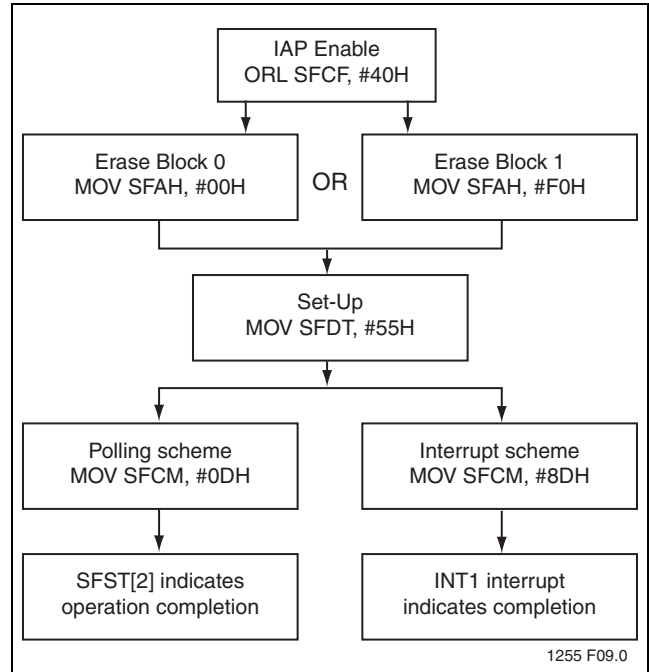 IAP Enable
ORL SFCF, #40H
Erase Block 0
MOV SFAH, #00H
OR
Erase Block 1
MOV SFAH, #F0H
Set-Up
MOV SFDT, #55H
Polling scheme
MOV SFCM, #0DH
Interrupt scheme
MOV SFCM, #8DH
SFST[2] indicates
operation completion
INT1 interrupt
indicates completion
1255 F09.0